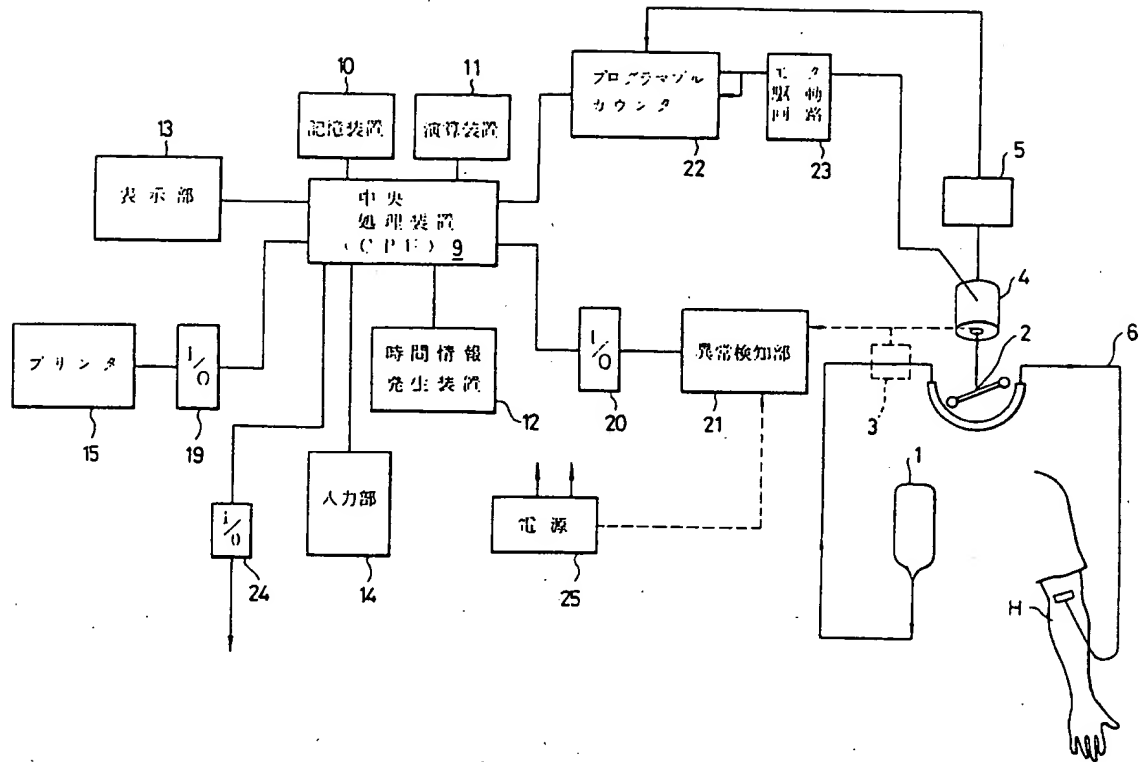 10
11
13
記憶装置
演算装置
表示部
中央
処理装置
(CPU) 9
プログラマブル
カウンタ
22
モータ
駆動
回路
23
5
4
2
6
3
プリンタ
15
I/O
19
時間情報
発生装置
12
I/O
20
異常検知部
21
1
入力部
14
I/O
24
電源
25
H